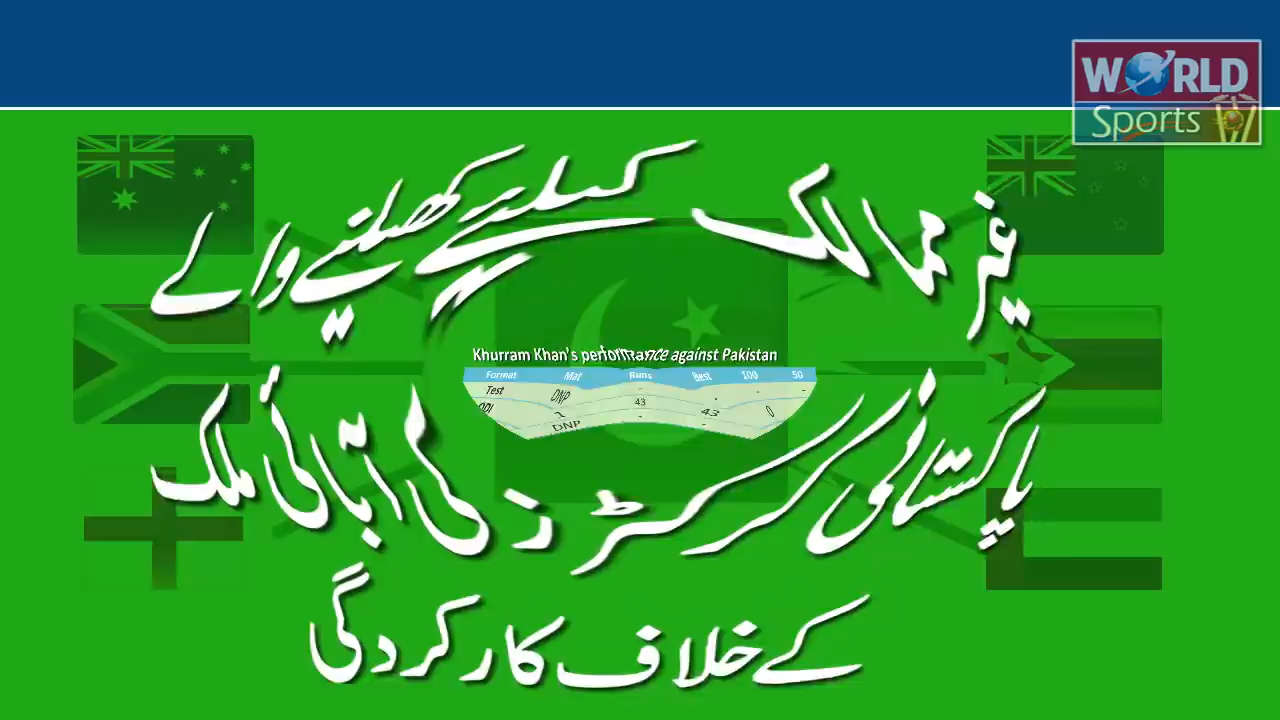 WORLD
Sports
غیر ممالک کیلئے کھیلنے والے
Khurram Khan's performance against Pakistan
Format Mat Runs Best 100 50
Test DNP - - - -
ODI 1 43 43 0
DNP - -
پاکستانی کرکٹرز کی آبائی ملک
کے خلاف کارکردگی